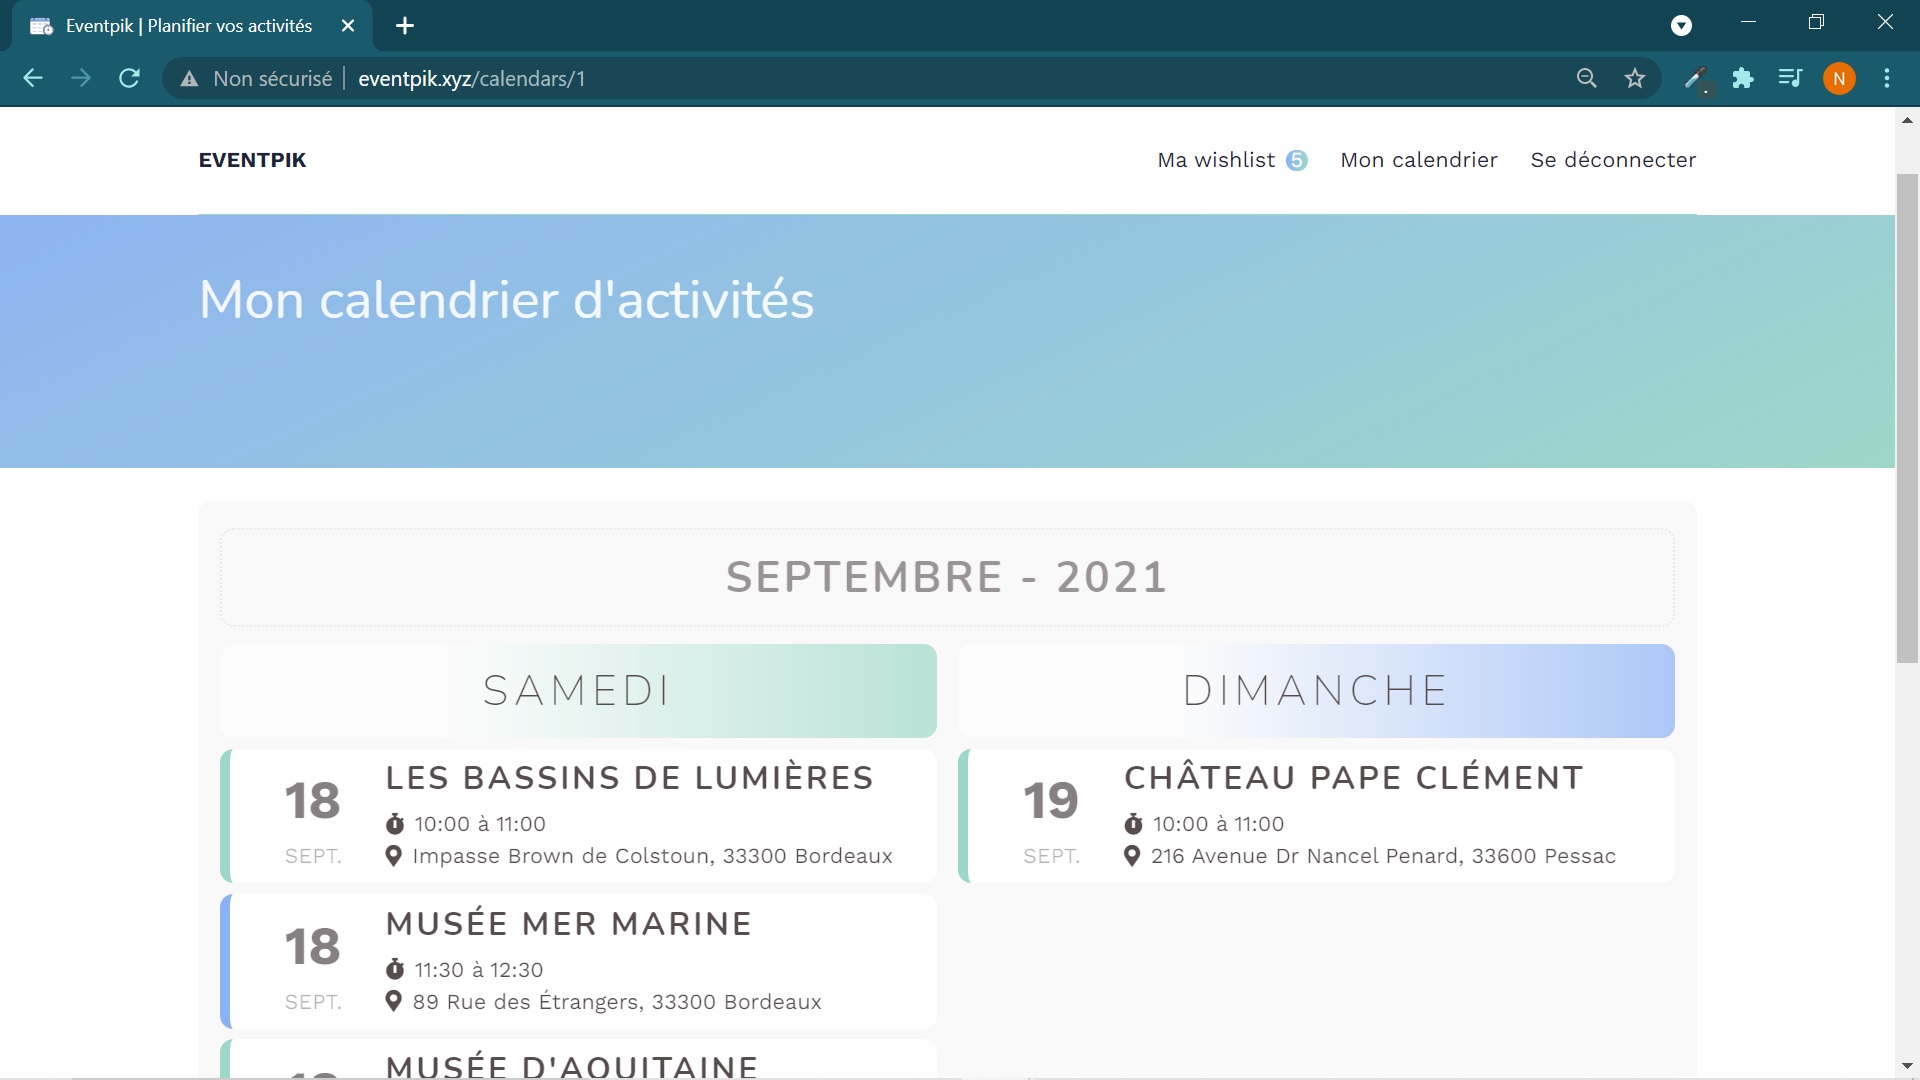 Eventpik | Planifier vos activités
Non sécurisé eventpik.xyz/calendars/1
N
EVENTPIK
Ma wishlist 5
Mon calendrier
Se déconnecter
Mon calendrier d'activités
SEPTEMBRE - 2021
SAMEDI
18
SEPT.
LES BASSINS DE LUMIÈRES
10:00 à 11:00
Impasse Brown de Colstoun, 33300 Bordeaux
18
SEPT.
MUSÉE MER MARINE
11:30 à 12:30
89 Rue des Étrangers, 33300 Bordeaux
MUSÉE D'AQUITAINE
DIMANCHE
19
SEPT.
CHÂTEAU PAPE CLÉMENT
10:00 à 11:00
216 Avenue Dr Nancel Penard, 33600 Pessac